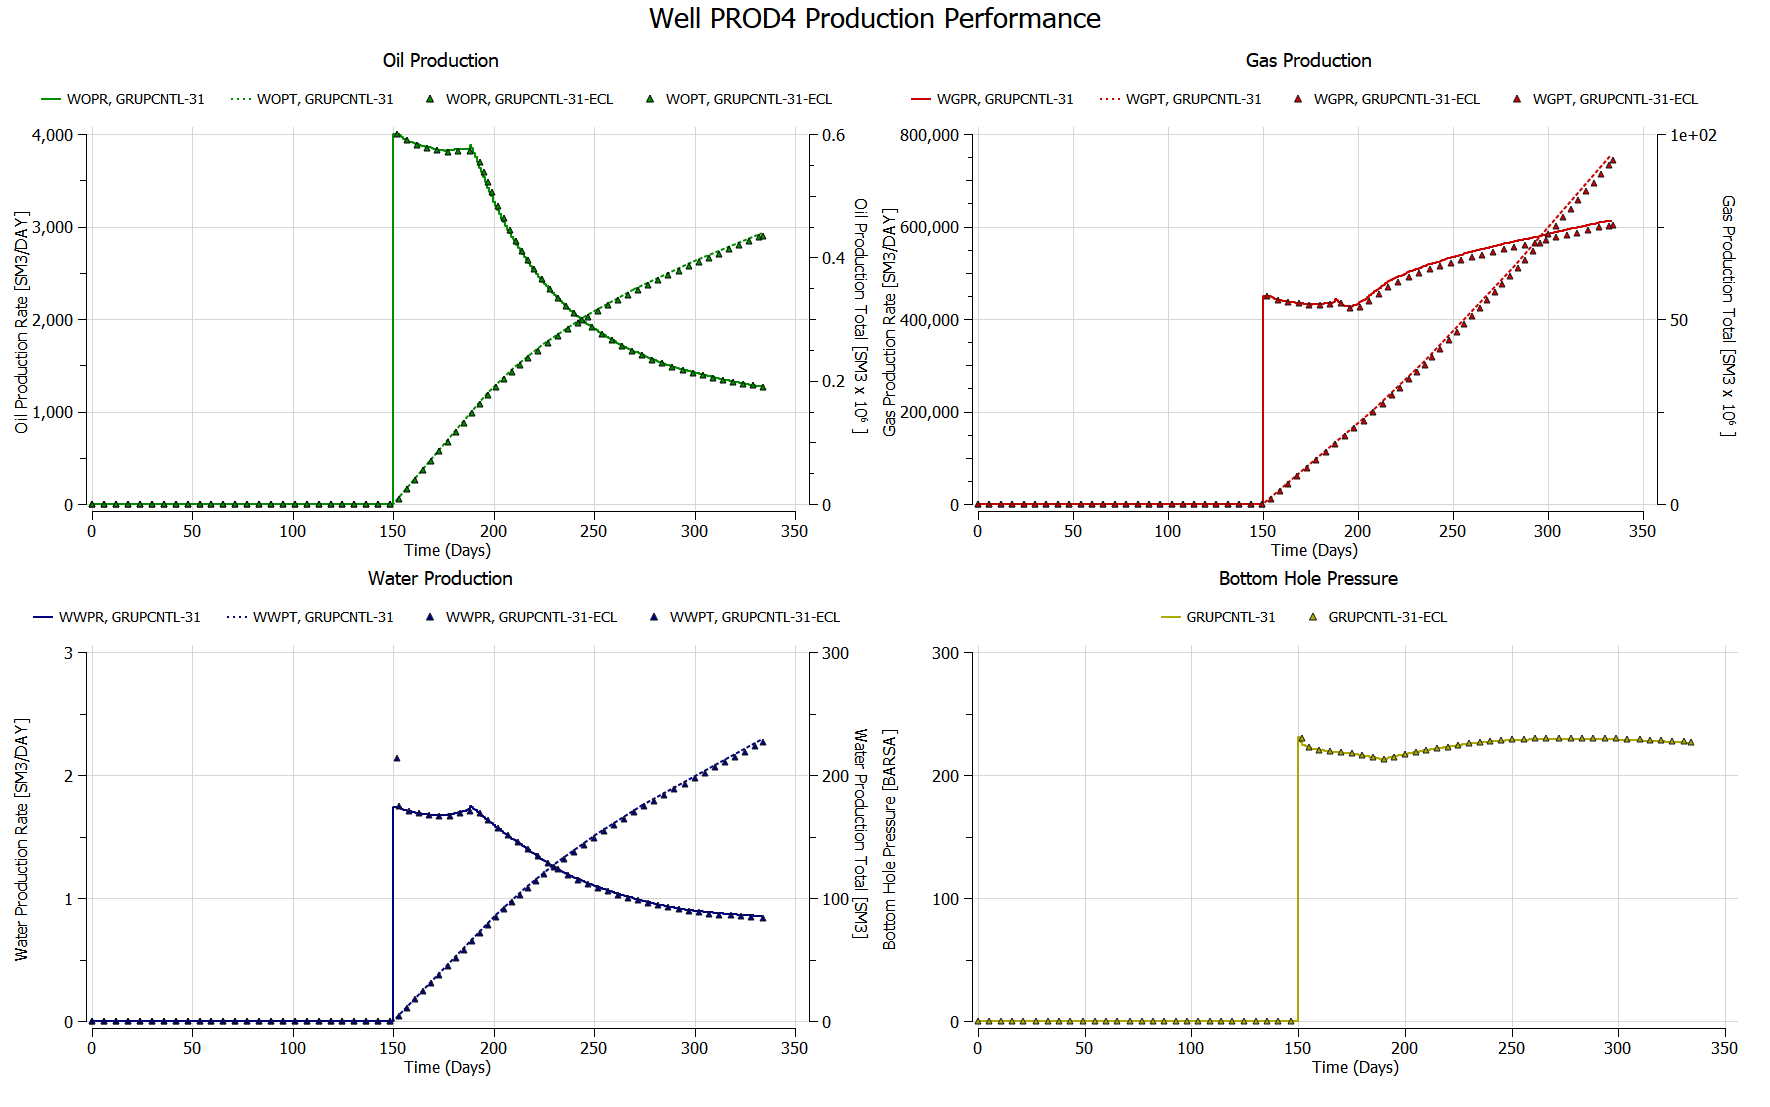 Well PROD4 Production Performance
Oil Production
WOPR, GRUPCNTL-31 WOPT, GRUPCNTL-31 WOPR, GRUPCNTL-31-ECL WOPT, GRUPCNTL-31-ECL
4,000
3,000
2,000
1,000
0
Oil Production Rate [SM3/DAY]
0.6
0.4
0.2
0
Oil Production Total [SM3 x 10⁶ ]
0 50 100 150 200 250 300 350
Time (Days)
Gas Production
WGPR, GRUPCNTL-31 WGPT, GRUPCNTL-31 WGPR, GRUPCNTL-31-ECL WGPT, GRUPCNTL-31-ECL
800,000
600,000
400,000
200,000
0
Gas Production Rate [SM3/DAY]
1e+02
50
0
Gas Production Total [SM3 x 10⁶ ]
0 50 100 150 200 250 300 350
Time (Days)
Water Production
WWPR, GRUPCNTL-31 WWPT, GRUPCNTL-31 WWPR, GRUPCNTL-31-ECL WWPT, GRUPCNTL-31-ECL
3
2
1
0
Water Production Rate [SM3/DAY]
300
200
100
0
Water Production Total [SM3]
0 50 100 150 200 250 300 350
Time (Days)
Bottom Hole Pressure
GRUPCNTL-31 GRUPCNTL-31-ECL
300
200
100
0
Bottom Hole Pressure [BARSA]
0 50 100 150 200 250 300 350
Time (Days)